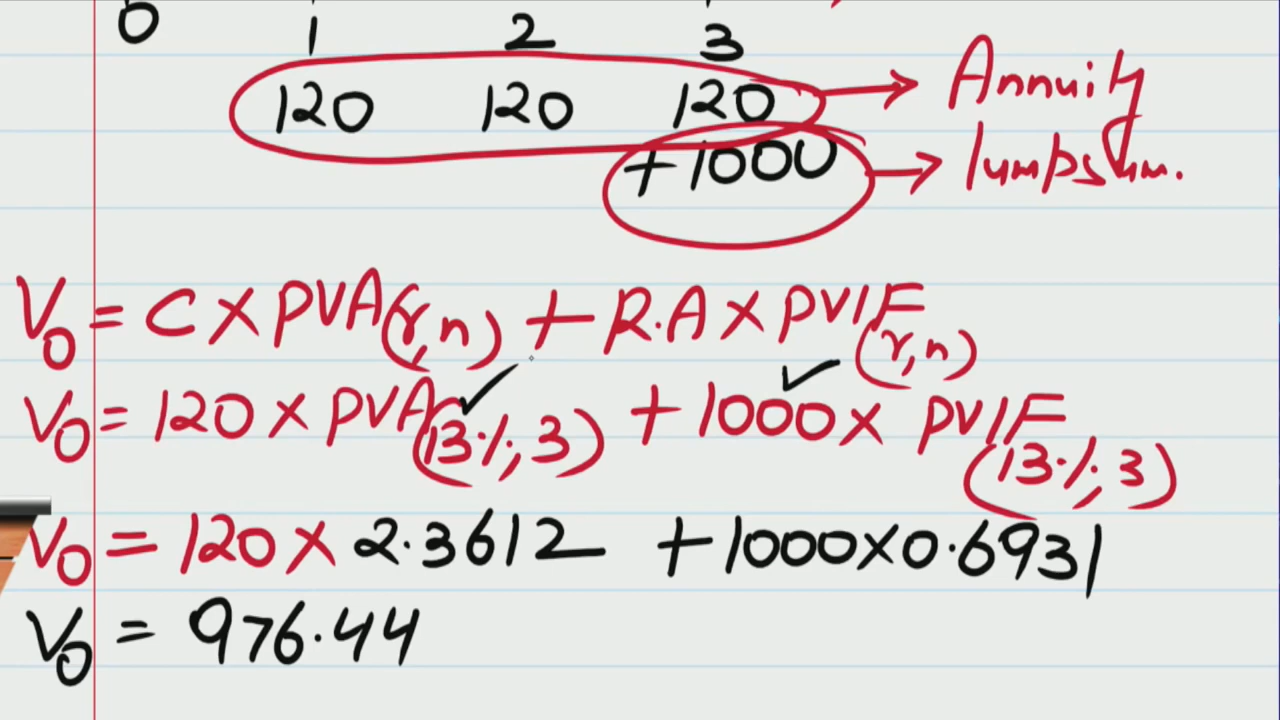 0 1 2 3
120 120 120 → Annuity
+1000 → lumpsum.
V₀ = C × PVA(r,n) + R.A × PVIF(r,n)
V₀ = 120 × PVA(13%,3) + 1000 × PVIF(13%,3)
V₀ = 120 × 2.3612 + 1000 × 0.6931
V₀ = 976.44